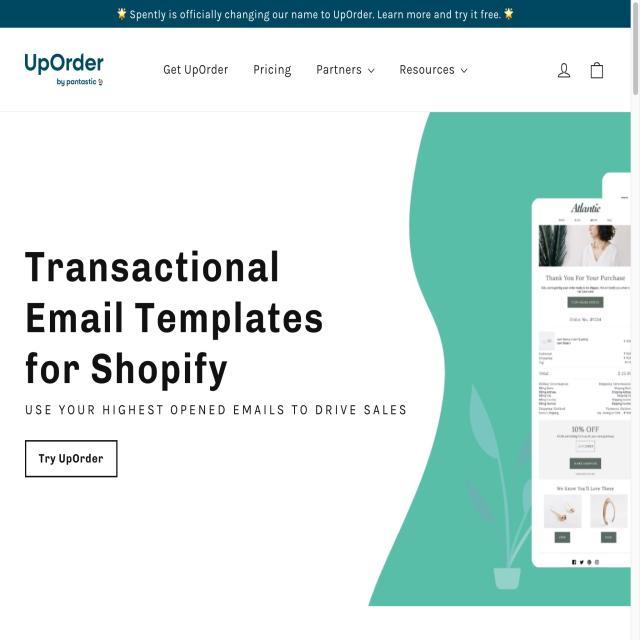 🌟 Spently is officially changing our name to UpOrder. Learn more and try it free. 🌟
UpOrder
by pantastic
Get UpOrder
Pricing
Partners
Resources
Transactional
Email Templates
for Shopify
USE YOUR HIGHEST OPENED EMAILS TO DRIVE SALES
Try UpOrder
Atlantic
Thank You For Your Purchase
Total
10% OFF
We Know You'll Love These